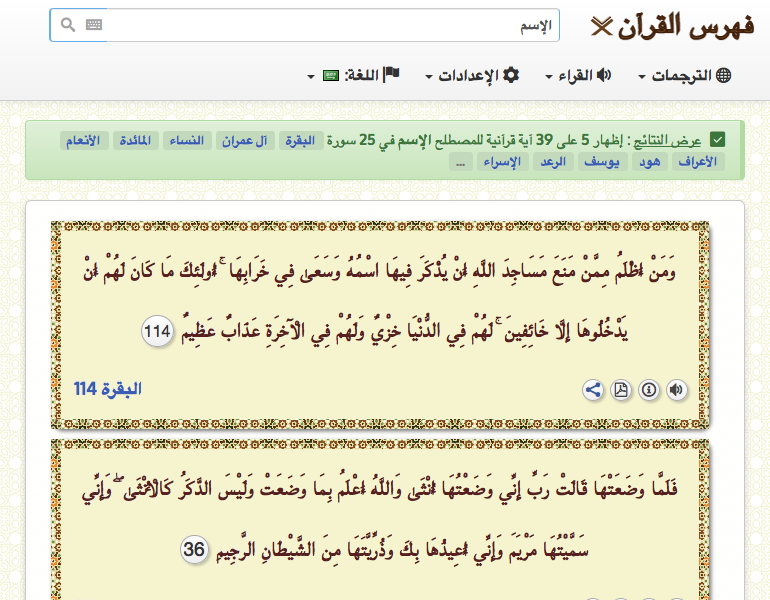 فهرس القرآن
الإسم
الترجمات
القراء
الإعدادات
اللغة:
عرض النتائج : إظهار 5 على 39 آية قرآنية للمصطلح الإسم في 25 سورة البقرة آل عمران النساء المائدة الأنعام
الأعراف هود يوسف الرعد الإسراء ...
وَمَنْ أَظْلَمُ مِمَّنْ مَنَعَ مَسَاجِدَ اللَّهِ أَنْ يُذْكَرَ فِيهَا اسْمُهُ وَسَعَىٰ فِي خَرَابِهَا ۚ أُولَٰئِكَ مَا كَانَ لَهُمْ أَنْ
يَدْخُلُوهَا إِلَّا خَائِفِينَ ۚ لَهُمْ فِي الدُّنْيَا خِزْيٌ وَلَهُمْ فِي الْآخِرَةِ عَذَابٌ عَظِيمٌ 114
البقرة 114
فَلَمَّا وَضَعَتْهَا قَالَتْ رَبِّ إِنِّي وَضَعْتُهَا أُنْثَىٰ وَاللَّهُ أَعْلَمُ بِمَا وَضَعَتْ وَلَيْسَ الذَّكَرُ كَالْأُنْثَىٰ ۖ وَإِنِّي
سَمَّيْتُهَا مَرْيَمَ وَإِنِّي أُعِيذُهَا بِكَ وَذُرِّيَّتَهَا مِنَ الشَّيْطَانِ الرَّجِيمِ 36